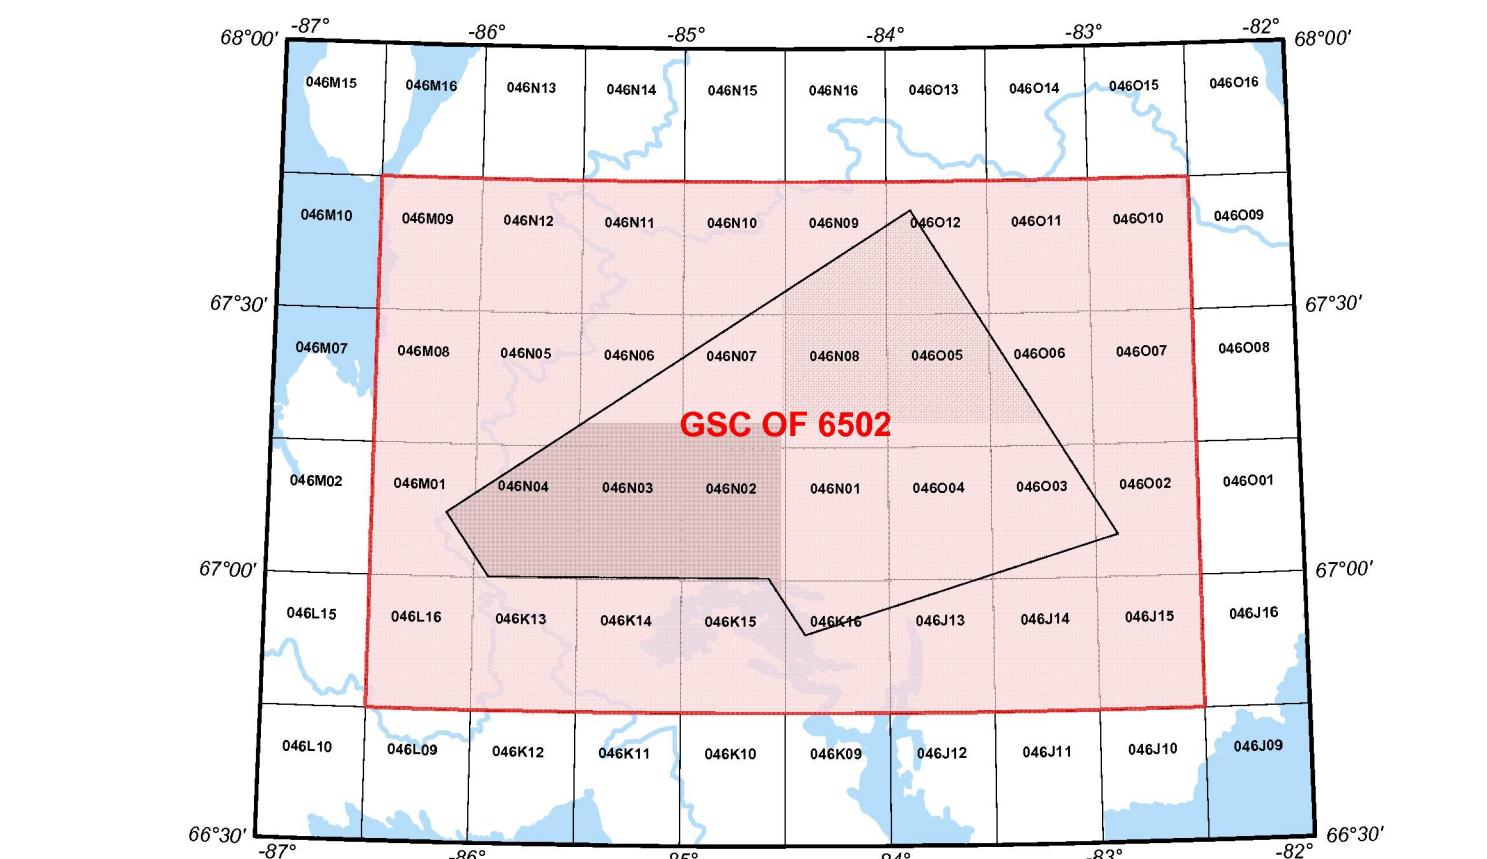 -87° -86° -85° -84° -83° -82°
68°00' 68°00'
046M15 046M16 046N13 046N14 046N15 046N16 046O13 046O14 046O15 046O16
046M10 046M09 046N12 046N11 046N10 046N09 046O12 046O11 046O10 046O09
67°30' 67°30'
046M07 046M08 046N05 046N06 046N07 046N08 046O05 046O06 046O07 046O08
GSC OF 6502
046M02 046M01 046N04 046N03 046N02 046N01 046O04 046O03 046O02 046O01
67°00' 67°00'
046L15 046L16 046K13 046K14 046K15 046K16 046J13 046J14 046J15 046J16
046L10 046L09 046K12 046K11 046K10 046K09 046J12 046J11 046J10 046J09
66°30' 66°30'
-87° -86° -85° -84° -83° -82°